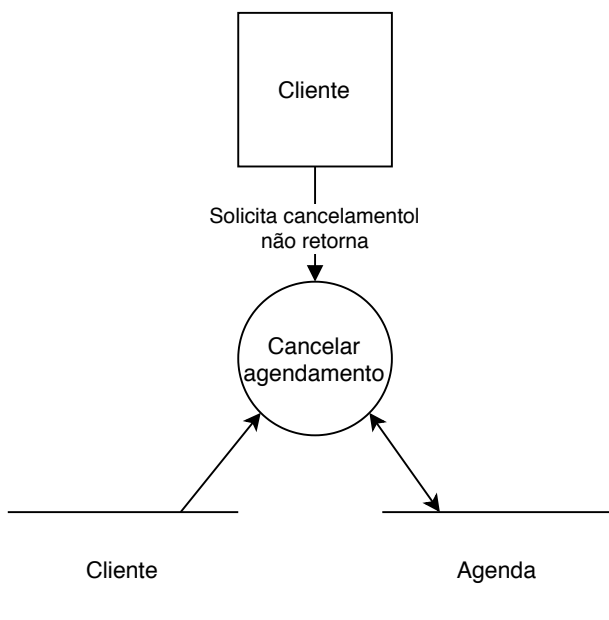 Cliente
Solicita cancelamentol
não retorna
Cancelar
agendamento
Cliente
Agenda